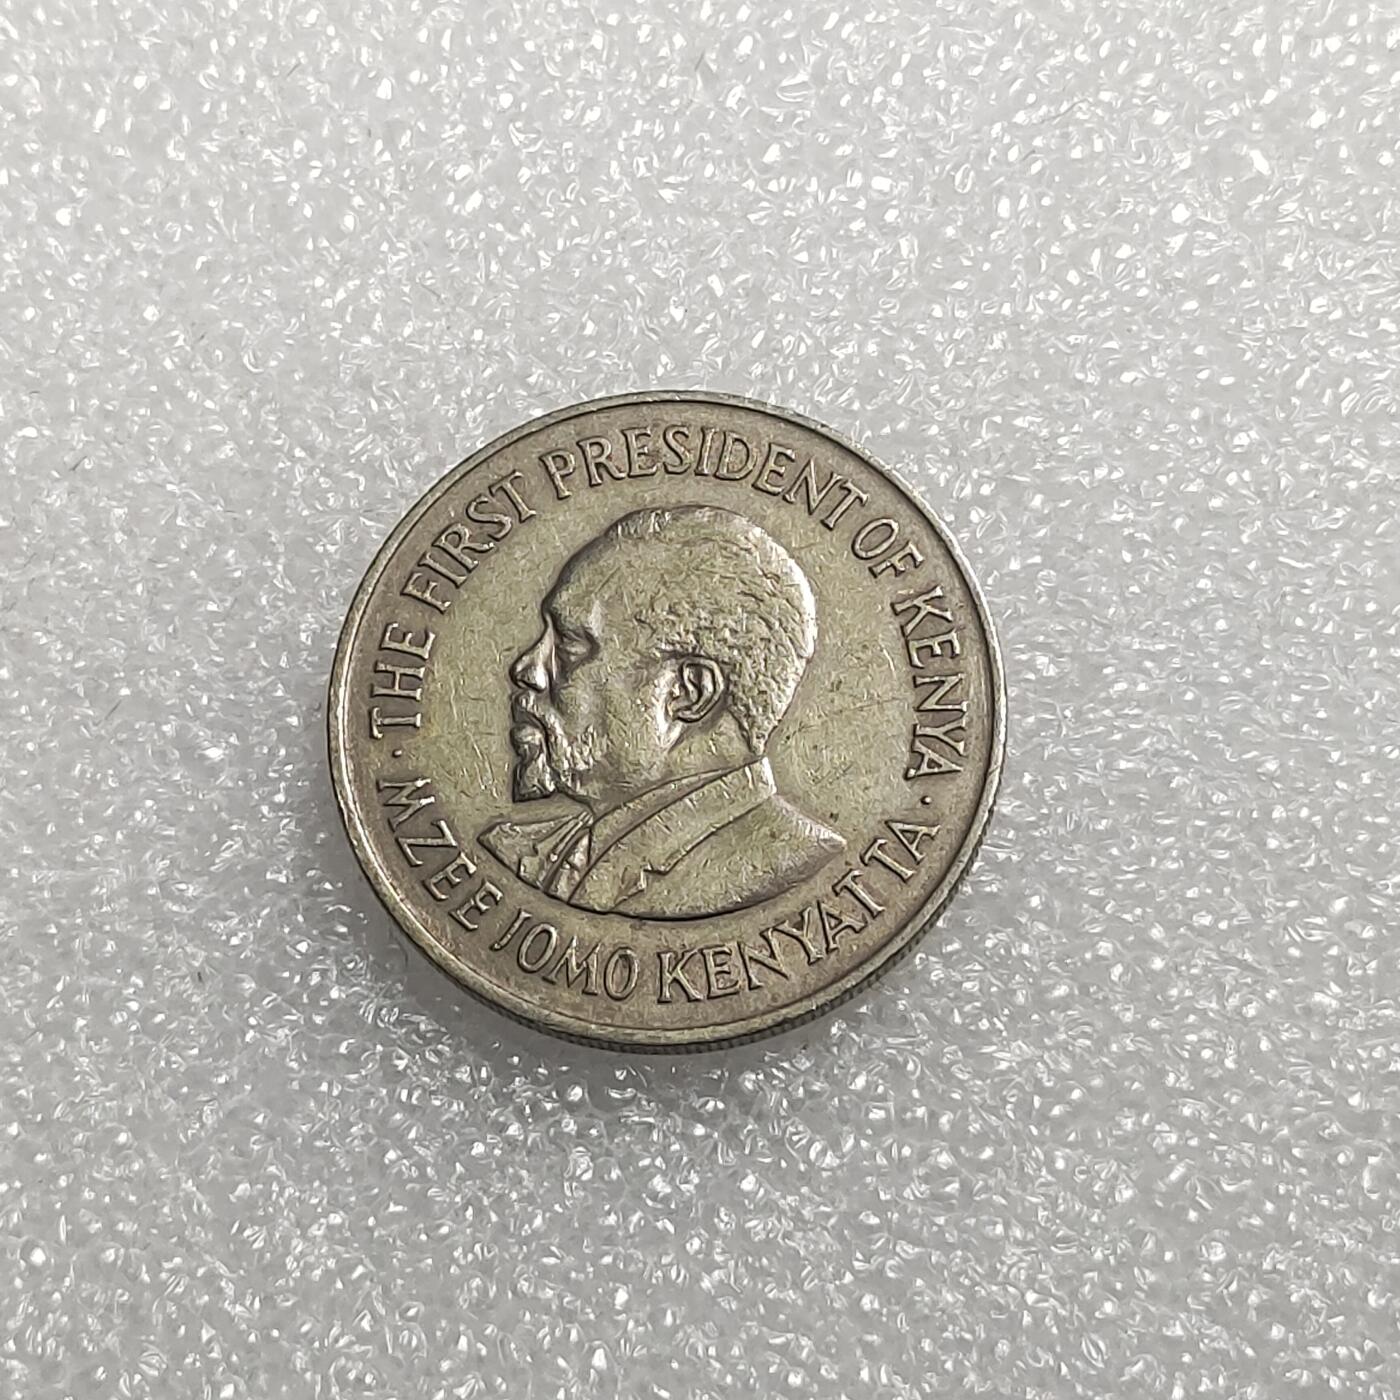 THE FIRST PRESIDENT OF KENYA
· MZEE JOMO KENYATTA ·